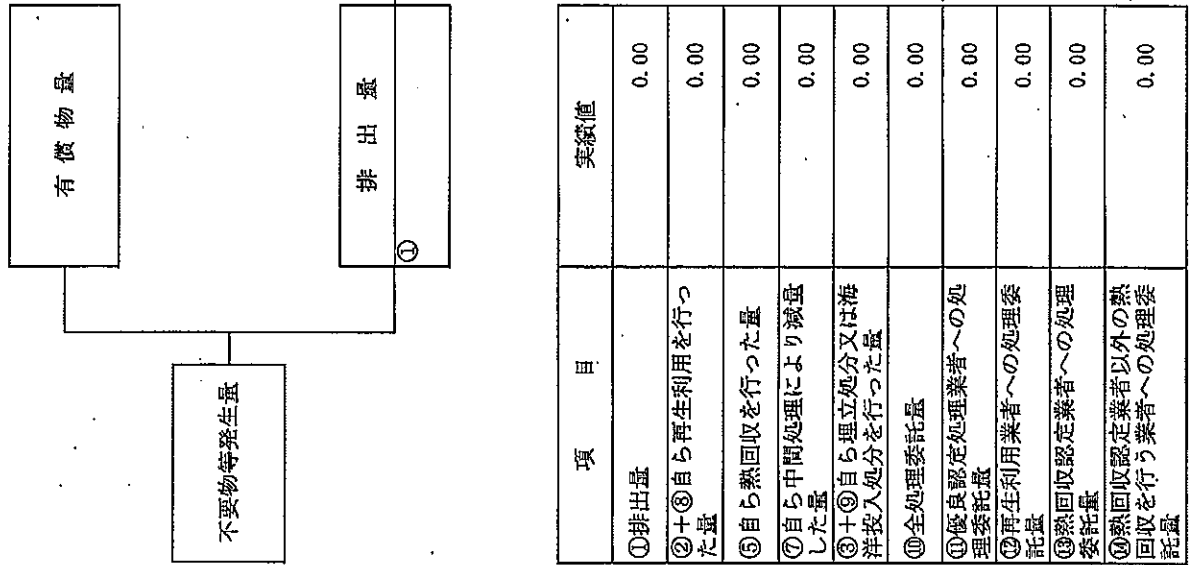 不要物等発生量
有償物量
排出量
①
項目 実績値
①排出量 0.00
②+⑧自ら再生利用を行っ
た量 0.00
⑤自ら熱回収を行った量 0.00
⑦自ら中間処理により減量
した量 0.00
③+⑨自ら埋立処分又は海
洋投入処分を行った量 0.00
⑩全処理委託量 0.00
⑪優良認定処理業者への処
理委託量 0.00
⑫再生利用業者への処理委
託量 0.00
⑬熱回収認定業者への処理
委託量 0.00
⑭熱回収認定業者以外の熱
回収を行う業者への処理委
託量 0.00